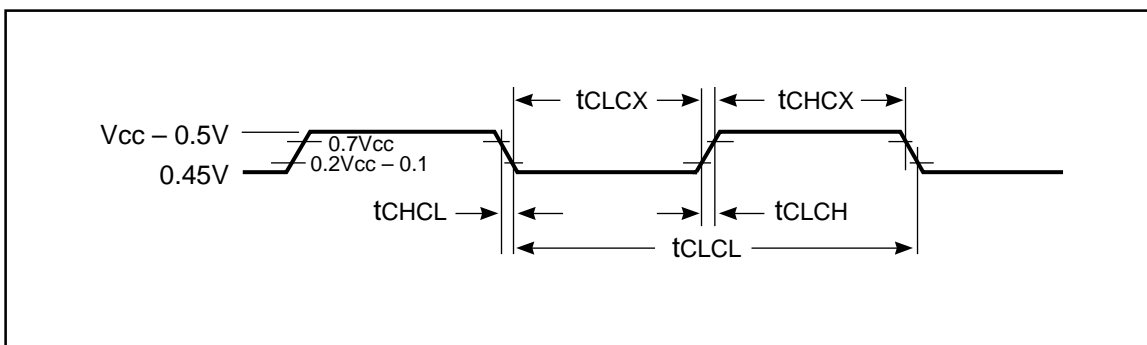 tCLCX tCHCX
Vcc – 0.5V
0.7Vcc
0.2Vcc – 0.1
0.45V
tCHCL tCLCH
tCLCL